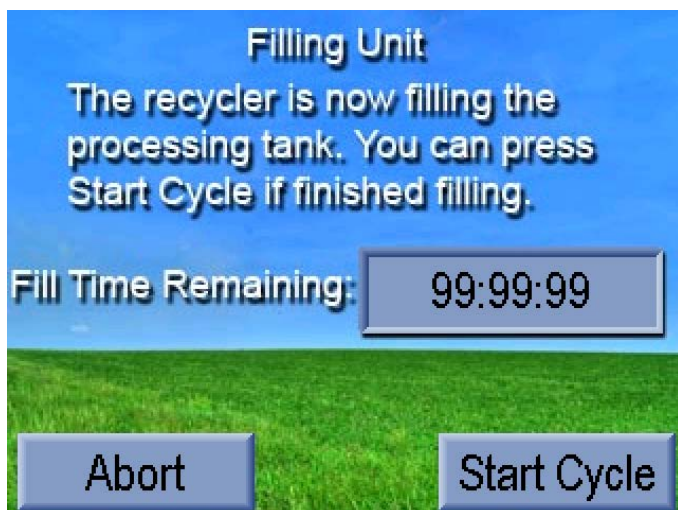 Filling Unit
The recycler is now filling the
processing tank. You can press
Start Cycle if finished filling.
Fill Time Remaining: 99:99:99
Abort Start Cycle